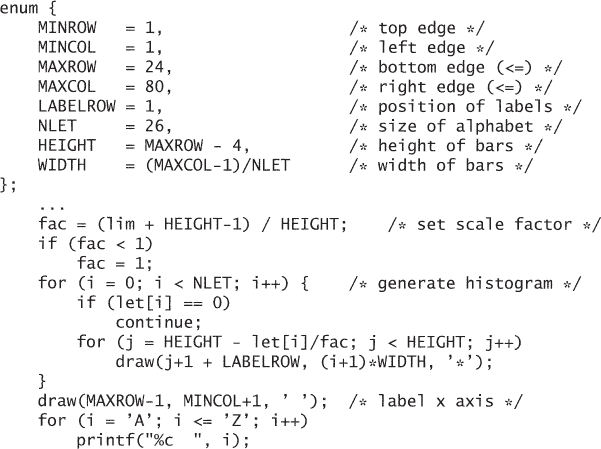 enum {
    MINROW   = 1,                   /* top edge */
    MINCOL   = 1,                   /* left edge */
    MAXROW   = 24,                  /* bottom edge (<=) */
    MAXCOL   = 80,                  /* right edge (<=) */
    LABELROW = 1,                   /* position of labels */
    NLET     = 26,                  /* size of alphabet */
    HEIGHT   = MAXROW - 4,          /* height of bars */
    WIDTH    = (MAXCOL-1)/NLET      /* width of bars */
};
    ...
    fac = (lim + HEIGHT-1) / HEIGHT;    /* set scale factor */
    if (fac < 1)
        fac = 1;
    for (i = 0; i < NLET; i++) {    /* generate histogram */
        if (let[i] == 0)
            continue;
        for (j = HEIGHT - let[i]/fac; j < HEIGHT; j++)
            draw(j+1 + LABELROW, (i+1)*WIDTH, '*');
    }
    draw(MAXROW-1, MINCOL+1, ' ');  /* label x axis */
    for (i = 'A'; i <= 'Z'; i++)
        printf("%c  ", i);